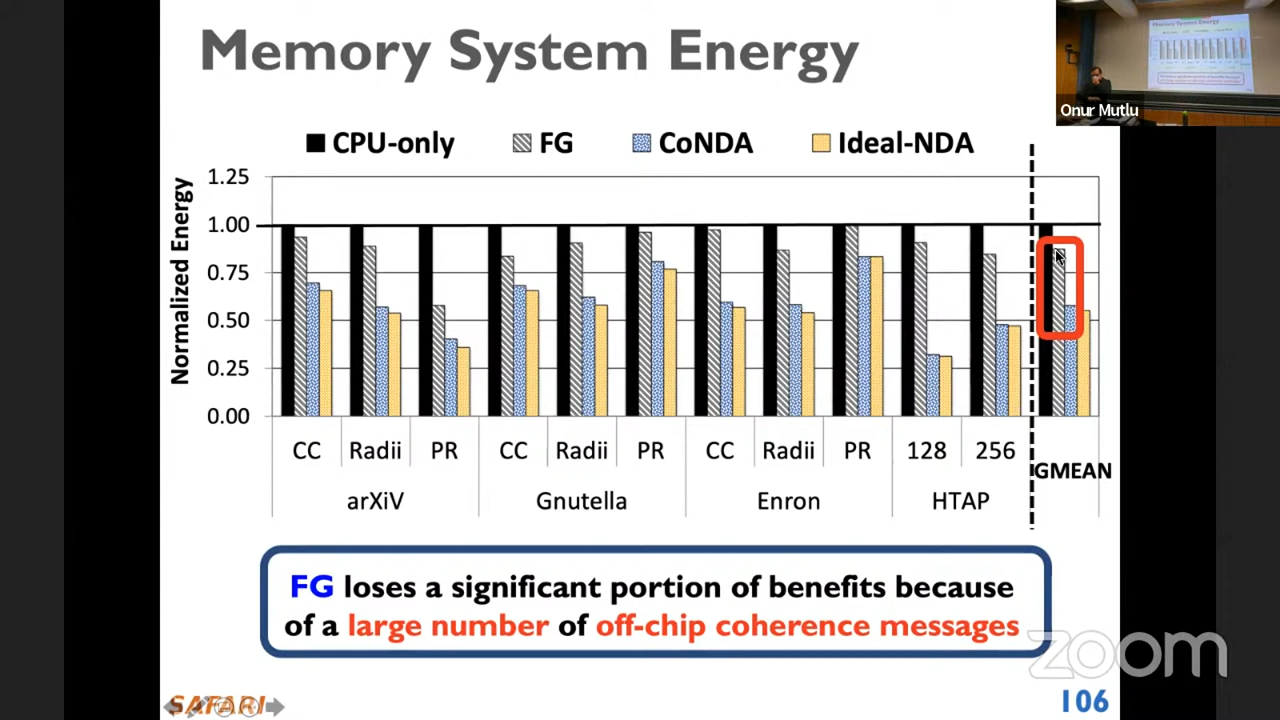 Memory System Energy
Memory System Energy
Onur Mutlu
CPU-only FG CoNDA Ideal-NDA
Normalized Energy
1.25
1.00
0.75
0.50
0.25
0.00
CC Radii PR CC Radii PR CC Radii PR 128 256
GMEAN
arXiV Gnutella Enron HTAP
FG loses a significant portion of benefits because
of a large number of off-chip coherence messages
zoom
SAFARI
106